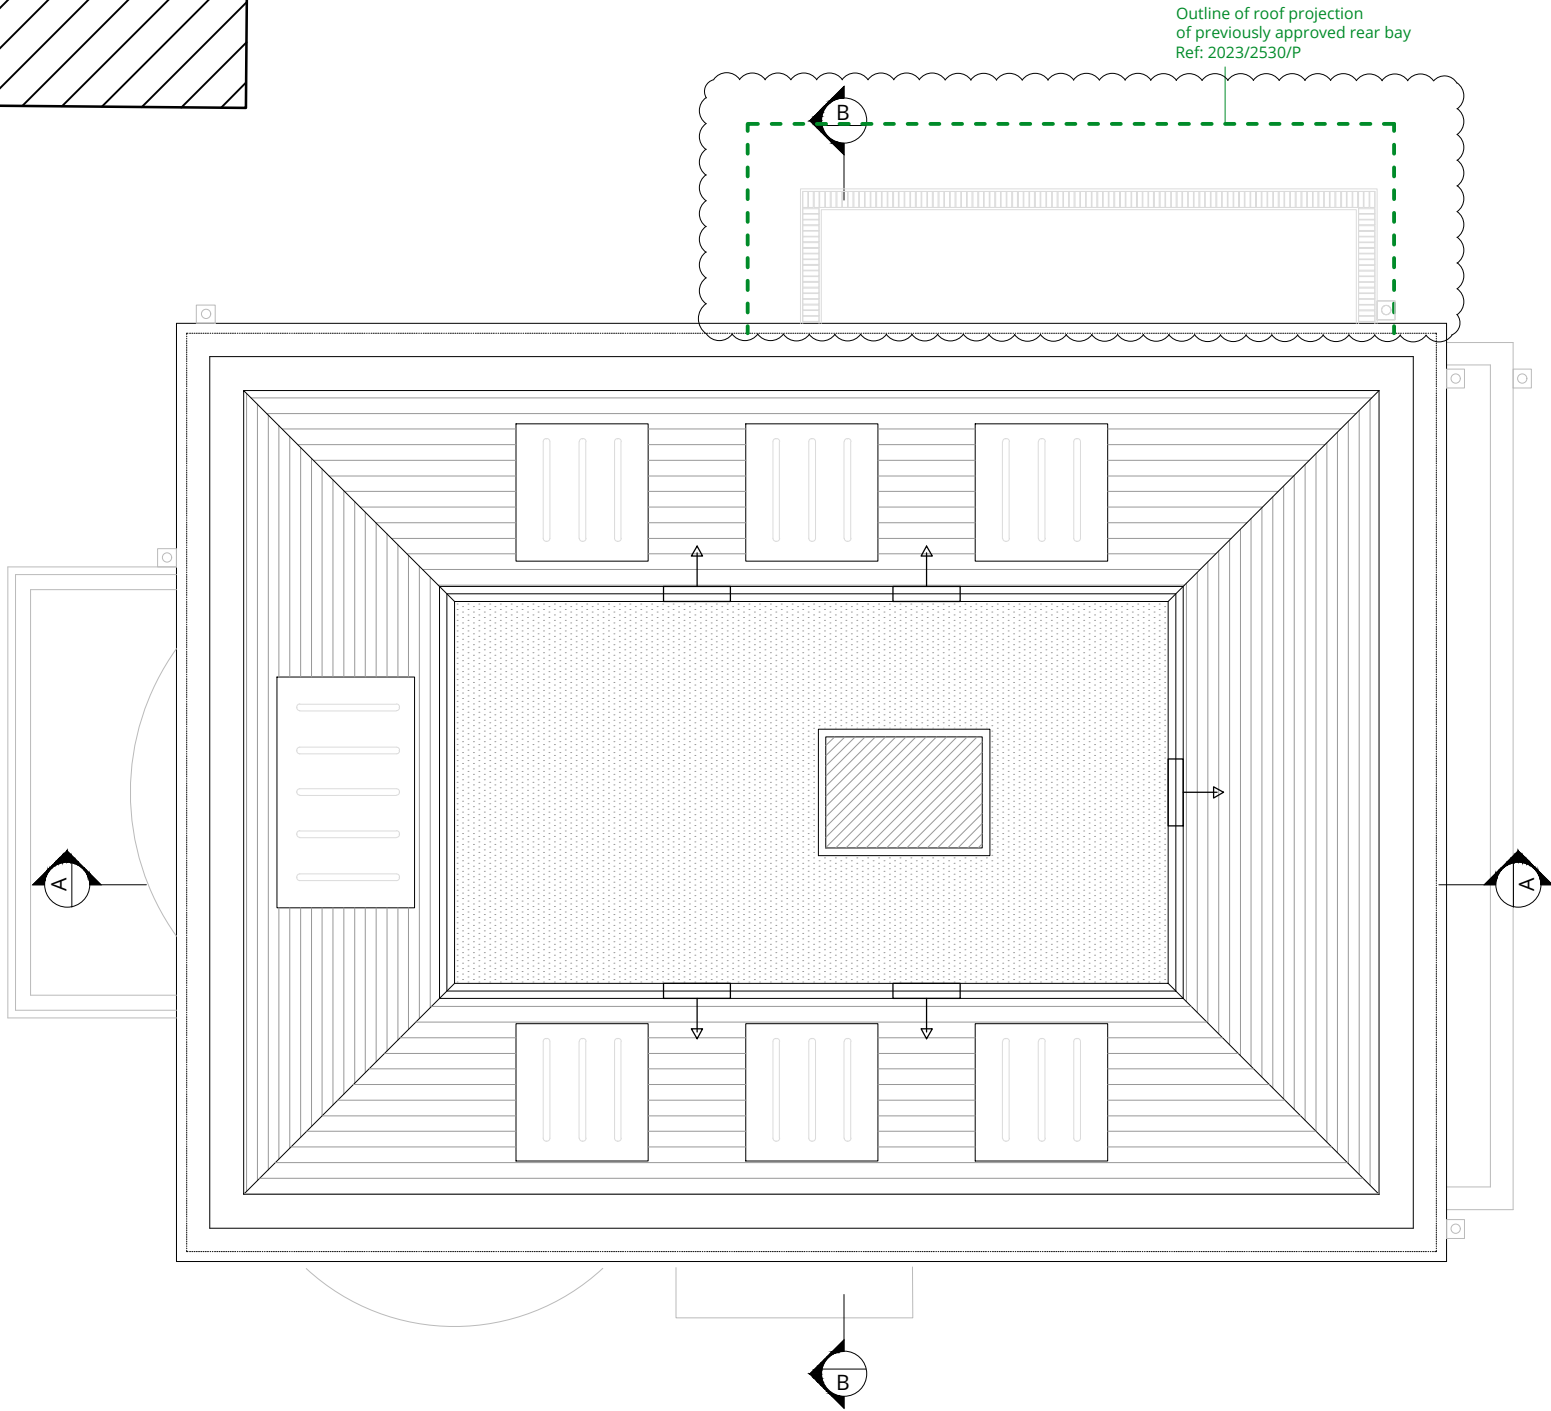 Outline of roof projection
of previously approved rear bay
Ref: 2023/2530/P
B
A
A
B